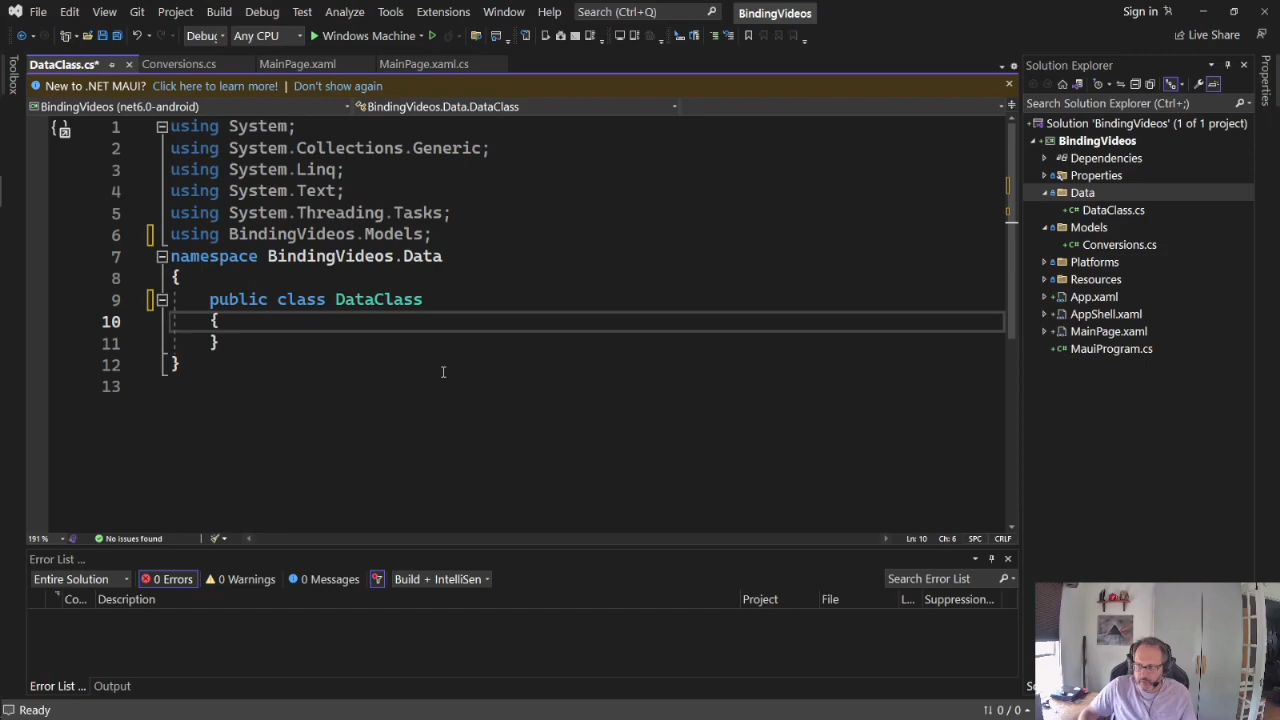 File Edit View Git Project Build Debug Test Analyze Tools Extensions Window Help Search (Ctrl+Q) BindingVideos Sign in
Debug Any CPU Windows Machine Live Share
Toolbox
DataClass.cs* Conversions.cs MainPage.xaml MainPage.xaml.cs
New to .NET MAUI? Click here to learn more! Don't show again
BindingVideos (net6.0-android) BindingVideos.Data.DataClass
1 using System;
2 using System.Collections.Generic;
3 using System.Linq;
4 using System.Text;
5 using System.Threading.Tasks;
6 using BindingVideos.Models;
7 namespace BindingVideos.Data
8 {
9 public class DataClass
10 {
11 }
12 }
13
191 % No issues found Ln: 10 Ch: 6 SPC CRLF
Error List ...
Entire Solution 0 Errors 0 Warnings 0 Messages Build + IntelliSen Search Error List
Co... Description Project File L... Suppression...
Error List ... Output
Ready 0 / 0
Solution Explorer
Search Solution Explorer (Ctrl+;)
Solution 'BindingVideos' (1 of 1 project)
BindingVideos
Dependencies
Properties
Data
C# DataClass.cs
Models
C# Conversions.cs
Platforms
Resources
App.xaml
AppShell.xaml
MainPage.xaml
C# MauiProgram.cs
Properties